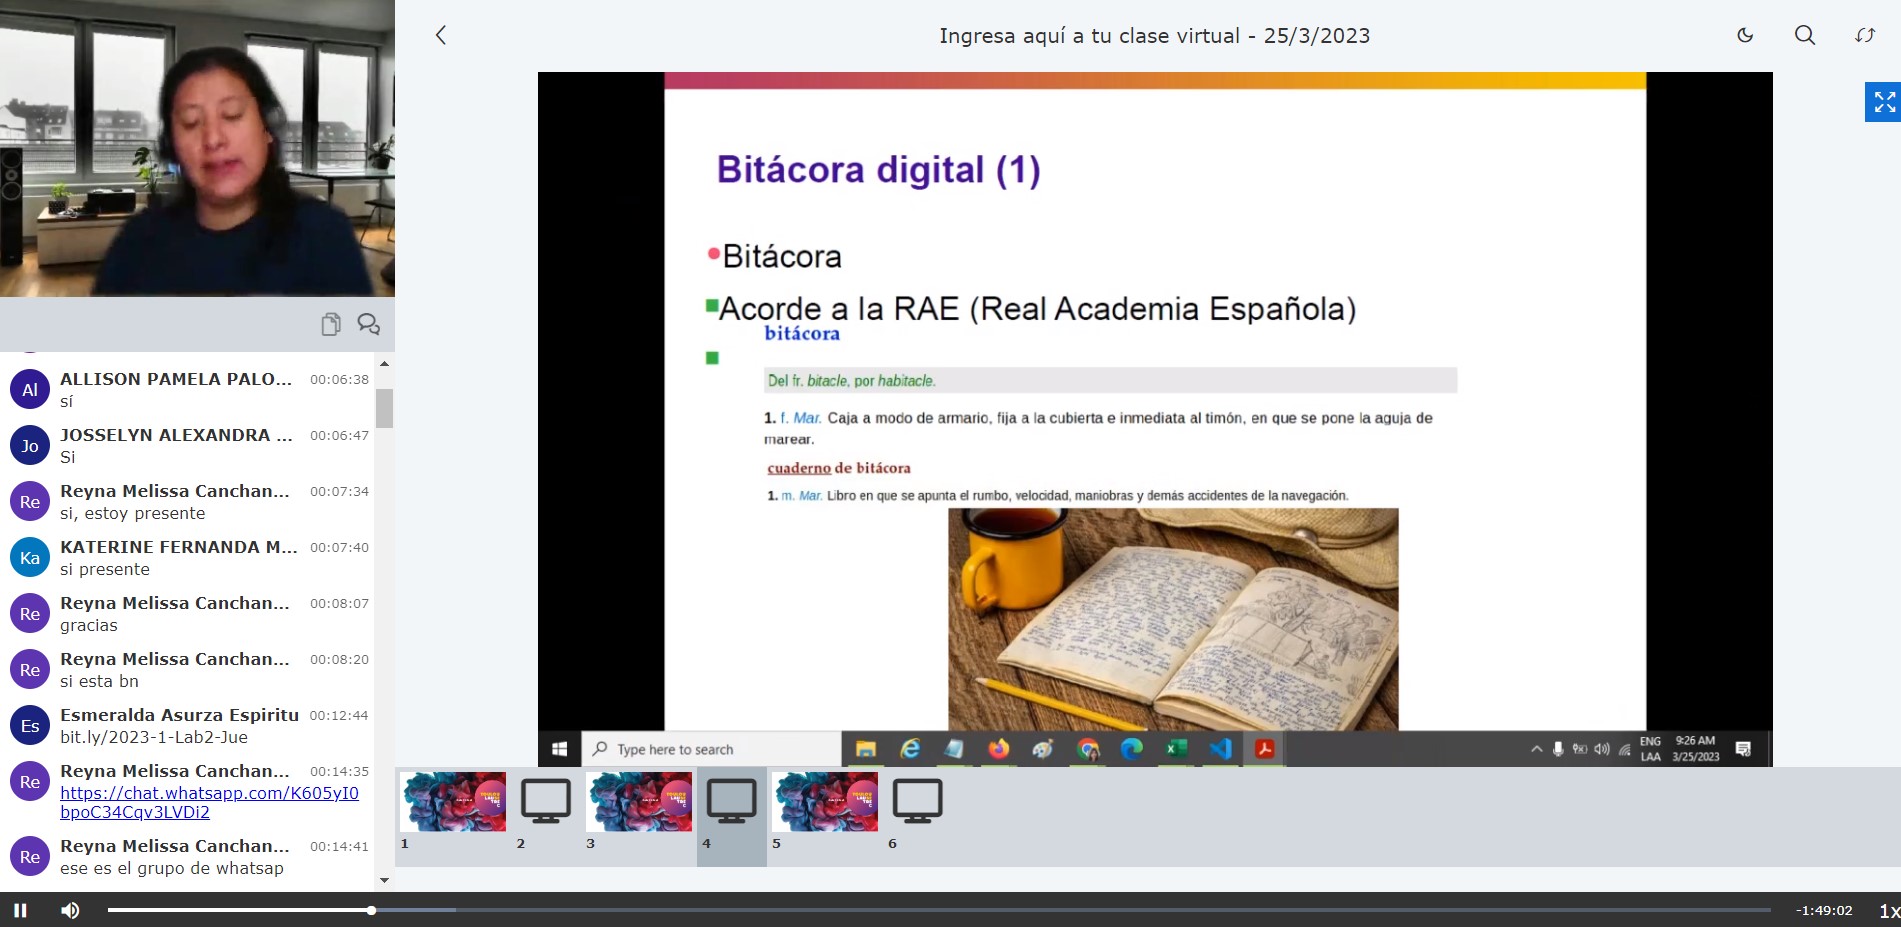 Ingresa aquí a tu clase virtual - 25/3/2023
Bitácora digital (1)
Bitácora
Acorde a la RAE (Real Academia Española)
bitácora
Del fr. bitacle, por habitacle.
1. f. Mar. Caja a modo de armario, fija a la cubierta e inmediata al timón, en que se pone la aguja de
marear.
cuaderno de bitácora
1. m. Mar. Libro en que se apunta el rumbo, velocidad, maniobras y demás accidentes de la navegación.
Type here to search
ENG
LAA
9:26 AM
3/25/2023
Al
ALLISON PAMELA PALO... 00:06:38
sí
Jo
JOSSELYN ALEXANDRA ... 00:06:47
Si
Re
Reyna Melissa Canchan... 00:07:34
si, estoy presente
Ka
KATERINE FERNANDA M... 00:07:40
si presente
Re
Reyna Melissa Canchan... 00:08:07
gracias
Re
Reyna Melissa Canchan... 00:08:20
si esta bn
Es
Esmeralda Asurza Espiritu 00:12:44
bit.ly/2023-1-Lab2-Jue
Re
Reyna Melissa Canchan... 00:14:35
https://chat.whatsapp.com/K605yI0
bpoC34Cqv3LVDi2
Re
Reyna Melissa Canchan... 00:14:41
ese es el grupo de whatsap
1 2 3 4 5 6
-1:49:02 1x